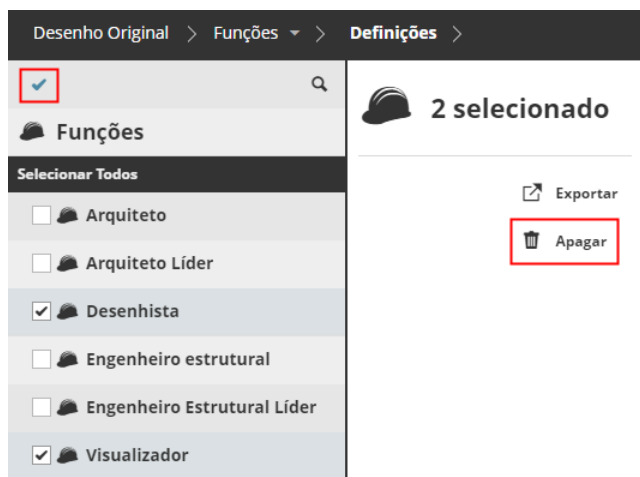 Desenho Original > Funções > Definições >
Funções
Selecionar Todos
Arquiteto
Arquiteto Líder
Desenhista
Engenheiro estrutural
Engenheiro Estrutural Líder
Visualizador
2 selecionado
Exportar
Apagar